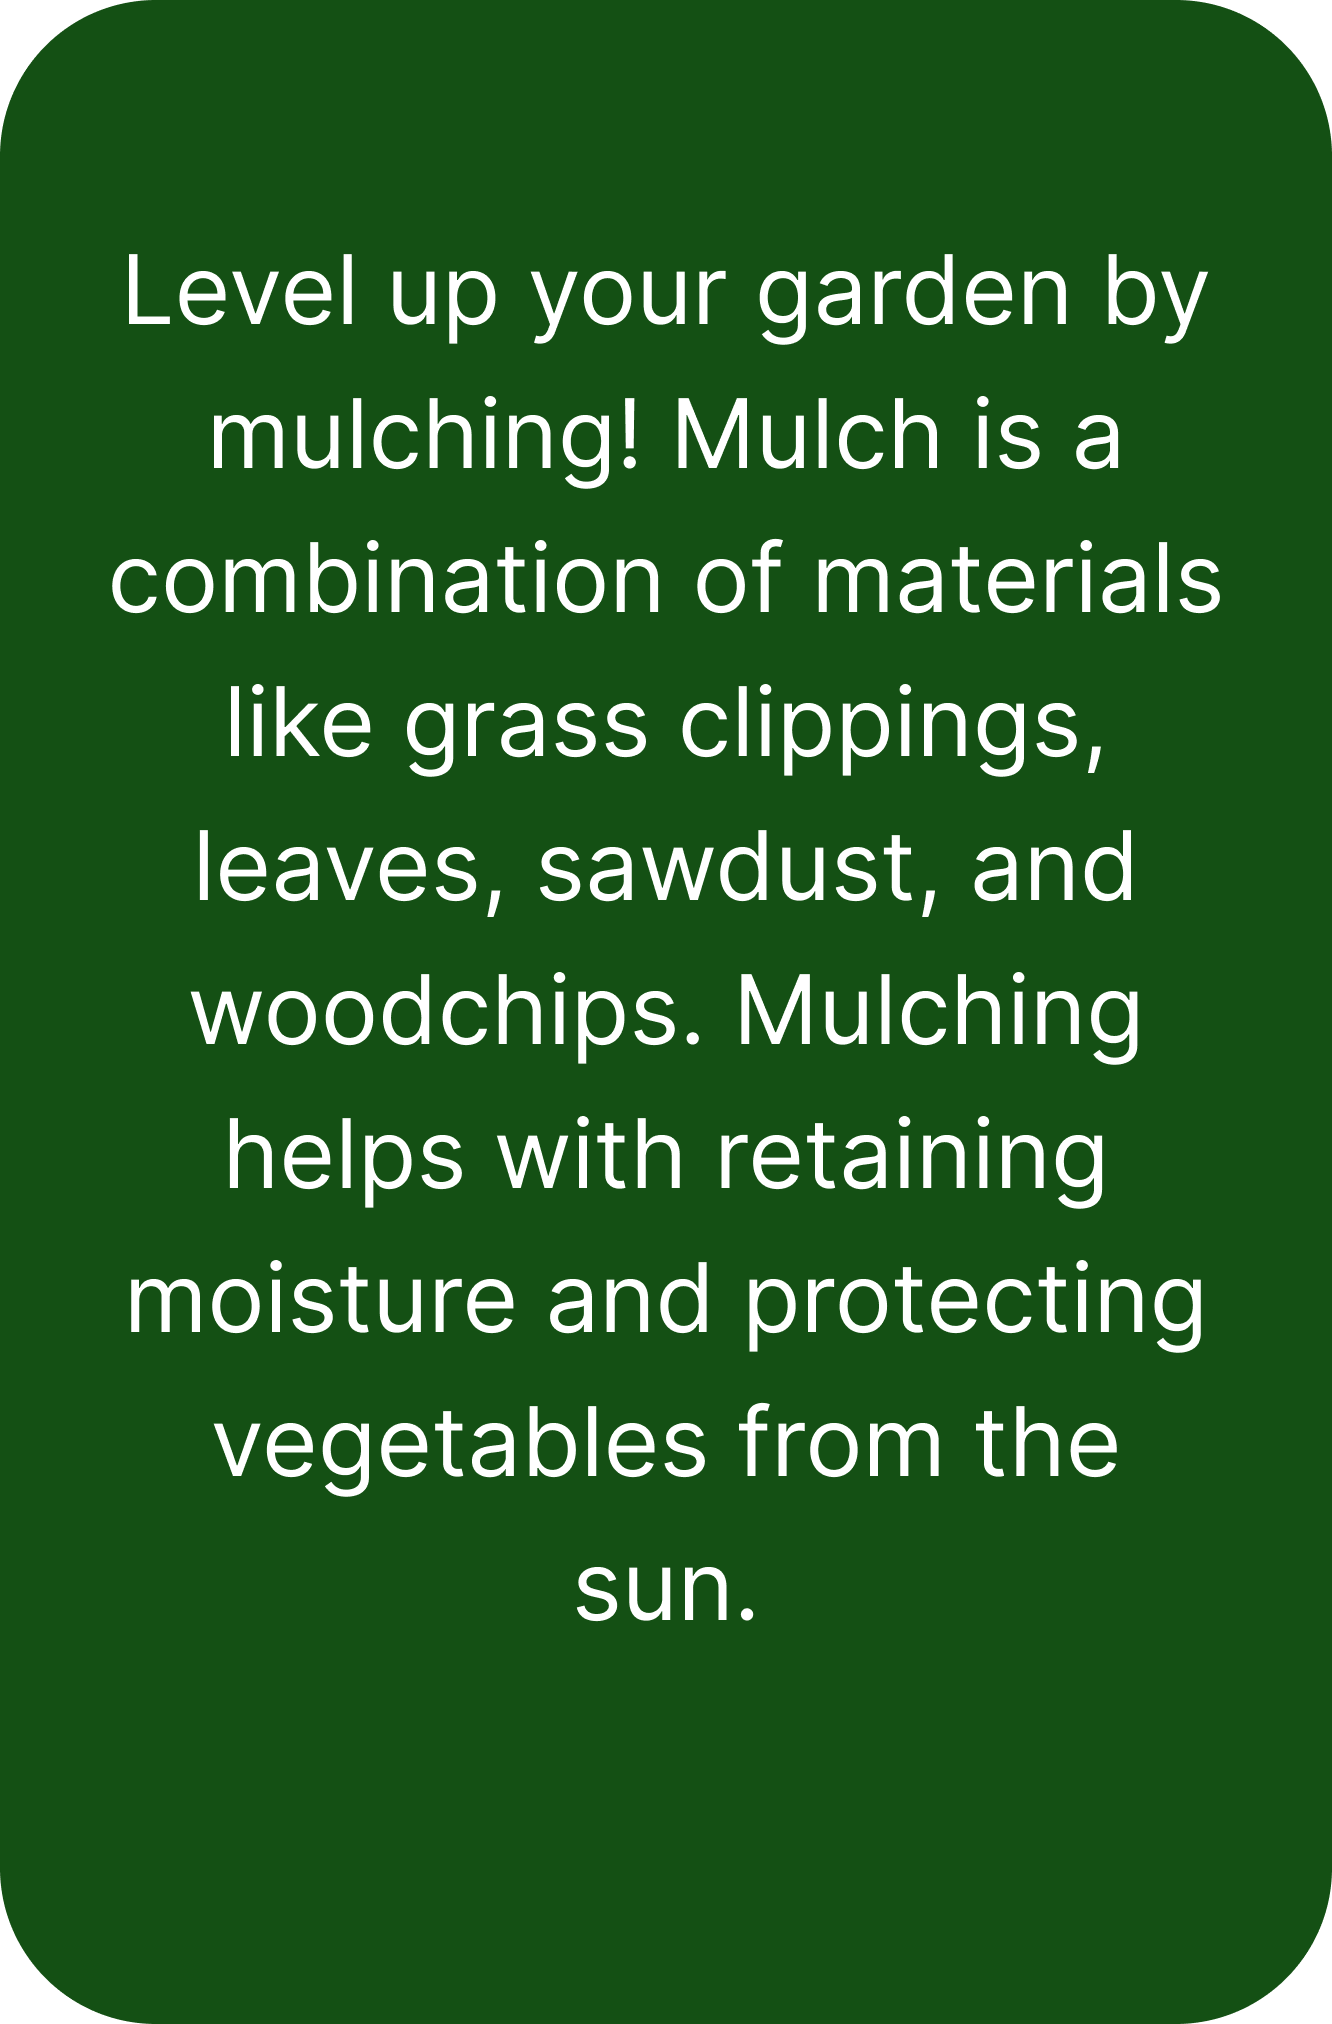 Level up your garden by
mulching! Mulch is a
combination of materials
like grass clippings,
leaves, sawdust, and
woodchips. Mulching
helps with retaining
moisture and protecting
vegetables from the
sun.